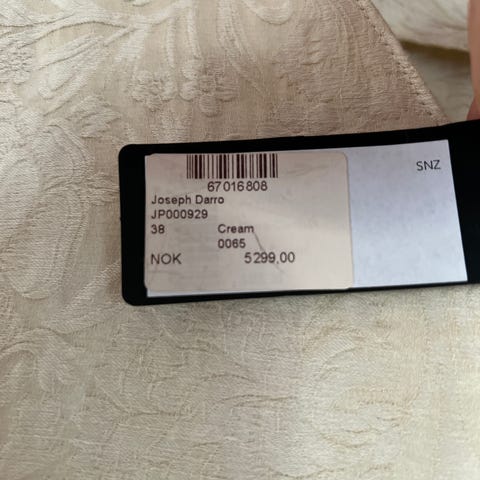 SNZ
67016808
Joseph Darro
JP000929
38 Cream
0065
NOK 5299,00